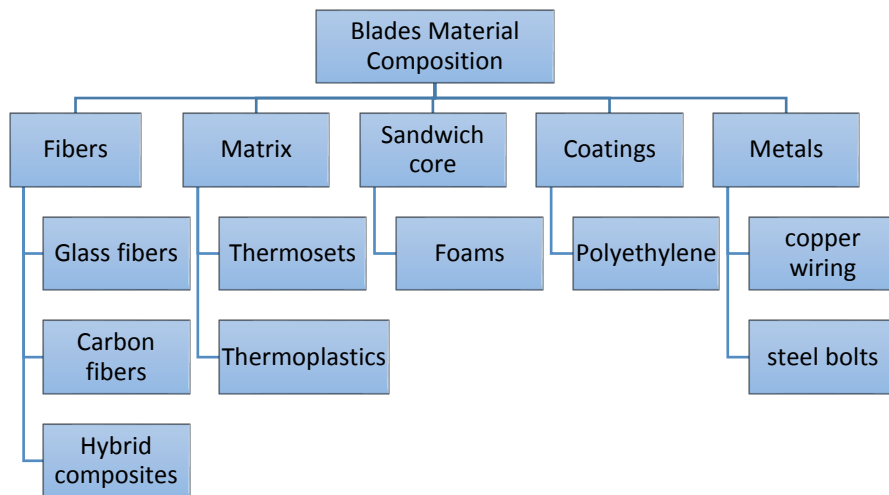 Blades Material
Composition
Fibers
Matrix
Sandwich
core
Coatings
Metals
Glass fibers
Thermosets
Foams
Polyethylene
copper
wiring
Carbon
fibers
Thermoplastics
steel bolts
Hybrid
composites